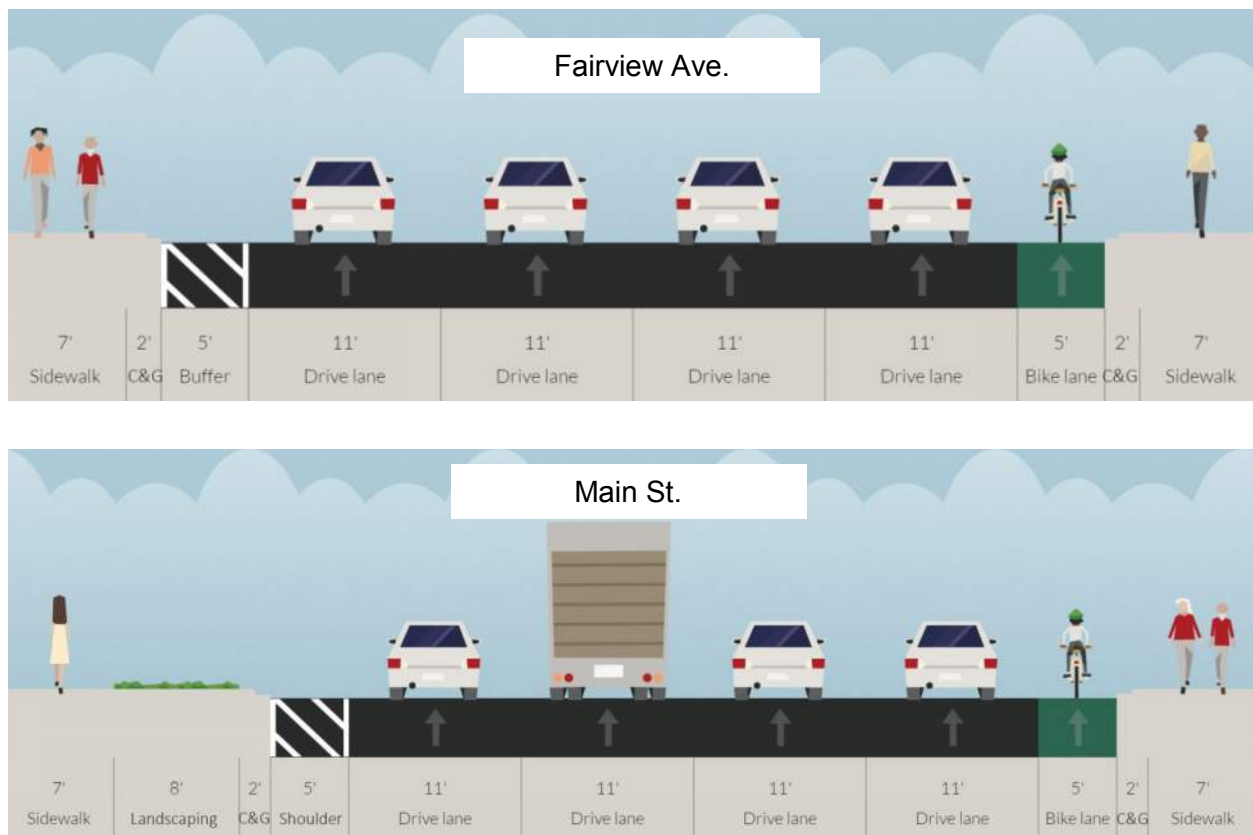 Fairview Ave.
7' 2' 5' 11' 11' 11' 11' 5' 2' 7'
Sidewalk C&G Buffer Drive lane Drive lane Drive lane Drive lane Bike lane C&G Sidewalk
Main St.
7' 8' 2' 5' 11' 11' 11' 11' 5' 2' 7'
Sidewalk Landscaping C&G Shoulder Drive lane Drive lane Drive lane Drive lane Bike lane C&G Sidewalk